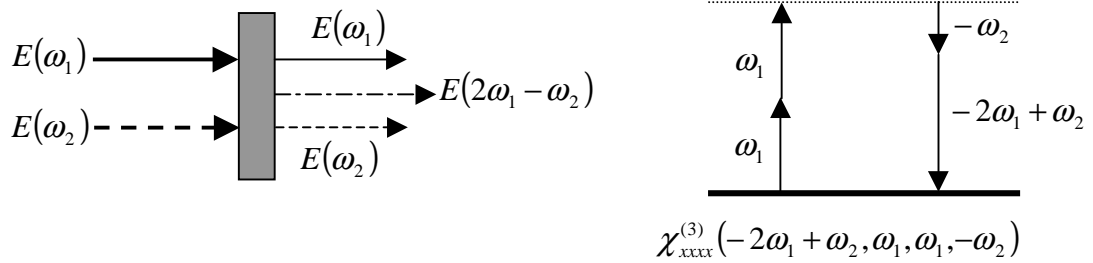 E(ω₁)
E(ω₂)
E(ω₁)
E(2ω₁ − ω₂)
E(ω₂)
ω₁
ω₁
−ω₂
−2ω₁ + ω₂
χ⁽³⁾ₓₓₓₓ(−2ω₁ + ω₂, ω₁, ω₁, −ω₂)